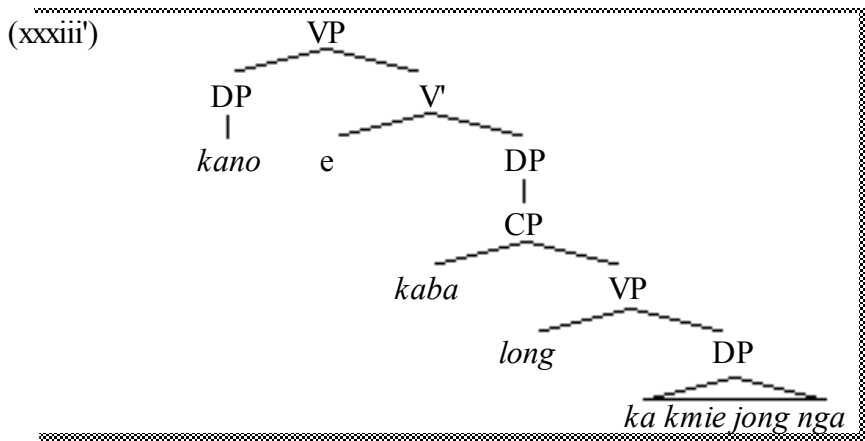 (xxxiii') VP
DP V'
kano e DP
CP
kaba VP
long DP
ka kmie jong nga